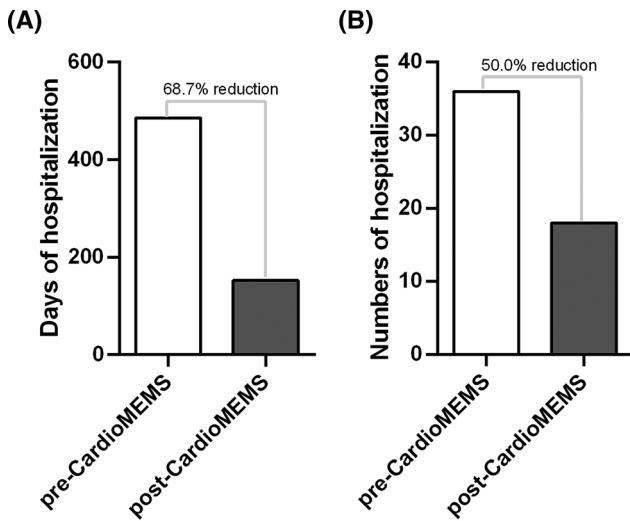 (A)
Days of hospitalization
600
400
200
0
68.7% reduction
pre-CardioMEMS
post-CardioMEMS
(B)
Numbers of hospitalization
40
30
20
10
0
50.0% reduction
pre-CardioMEMS
post-CardioMEMS